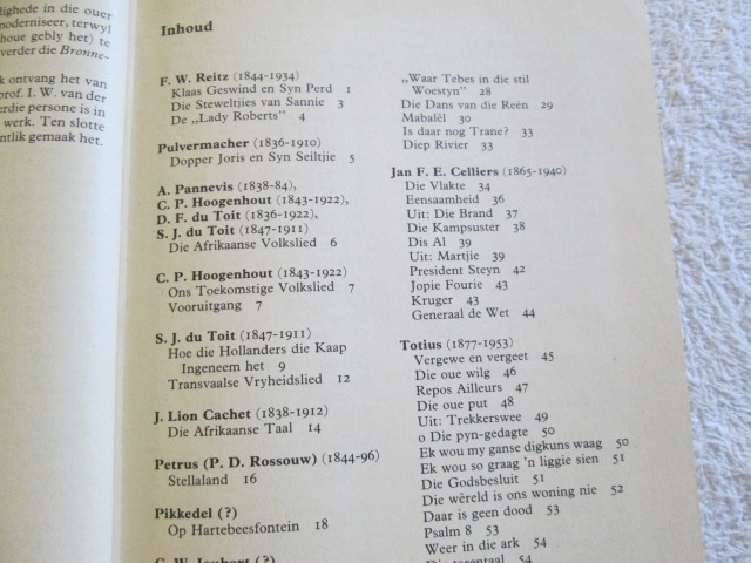 lighede in die ouer
moderniseer, terwyl
houe gebly het) te
verder die Bronne-
k ontvang het van
prof. I. W. van der
erdie persone is in
werk. Ten slotte
ntlik gemaak het.
Inhoud
F. W. Reitz (1844-1934)
Klaas Geswind en Syn Perd 1
Die Steweltjies van Sannie 3
De „Lady Roberts" 4
Pulvermacher (1836-1910)
Dopper Joris en Syn Seiltjie 5
A. Pannevis (1838-84),
C. P. Hoogenhout (1843-1922),
D. F. du Toit (1836-1922),
S. J. du Toit (1847-1911)
Die Afrikaanse Volkslied 6
C. P. Hoogenhout (1843-1922)
Ons Toekomstige Volkslied 7
Vooruitgang 7
S. J. du Toit (1847-1911)
Hoe die Hollanders die Kaap
Ingeneem het 9
Transvaalse Vryheidslied 12
J. Lion Cachet (1838-1912)
Die Afrikaanse Taal 14
Petrus (P. D. Rossouw) (1844-96)
Stellaland 16
Pikkedel (?)
Op Hartebeesfontein 18
C. W. Joubert (?)
„Waar Tebes in die stil
Woestyn" 28
Die Dans van die Reën 29
Mabalêl 30
Is daar nog Trane? 33
Diep Rivier 33
Jan F. E. Celliers (1865-1940)
Die Vlakte 34
Eensaamheid 36
Uit: Die Brand 37
Die Kampsuster 38
Dis Al 39
Uit: Martjie 39
President Steyn 42
Jopie Fourie 43
Kruger 43
Generaal de Wet 44
Totius (1877-1953)
Vergewe en vergeet 45
Die oue wilg 46
Repos Ailleurs 47
Die oue put 48
Uit: Trekkerswee 49
o Die pyn-gedagte 50
Ek wou my ganse digkuns waag 50
Ek wou so graag 'n liggie sien 51
Die Godsbesluit 51
Die wêreld is ons woning nie 52
Daar is geen dood 53
Psalm 8 53
Weer in die ark 54
54